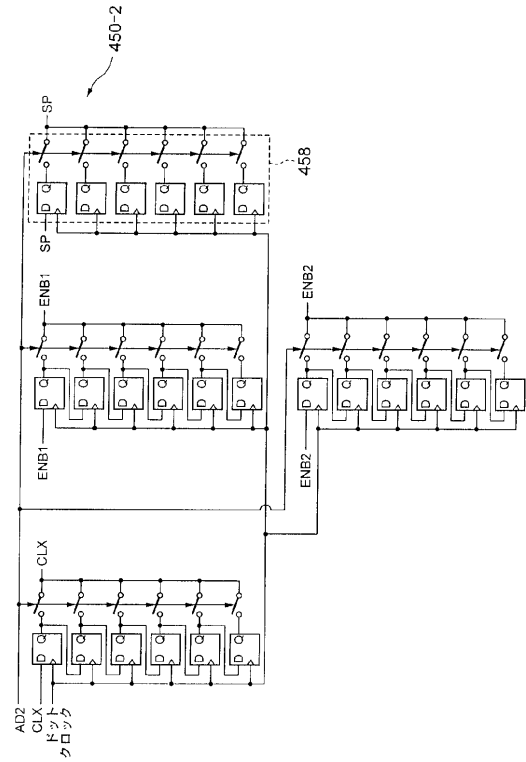 450-2
SP
458
D Q
D Q
D Q
D Q
D Q
D Q
SP
ENB1
D Q
D Q
D Q
D Q
D Q
D Q
ENB1
ENB2
D Q
D Q
D Q
D Q
D Q
D Q
ENB2
CLX
D Q
D Q
D Q
D Q
D Q
D Q
AD2
CLX
ドット
クロック